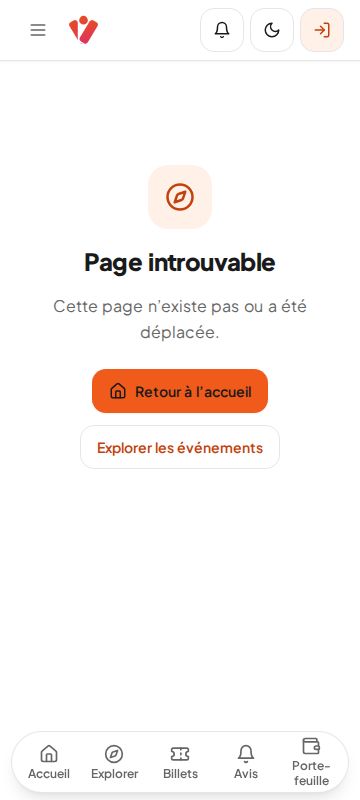 Page introuvable
Cette page n'existe pas ou a été
déplacée.
Retour à l'accueil
Explorer les événements
Accueil
Explorer
Billets
Avis
Porte-
feuille